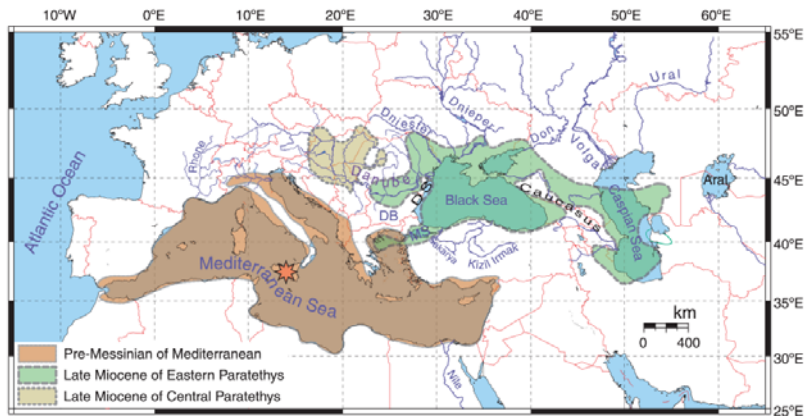 10°W 0°E 10°E 20°E 30°E 40°E 50°E 60°E
55°E
50°E
45°E
40°E
35°E
30°E
25°E
Ural
Dnieper
Dniester
Don
Volga
Rhone
Danube
Aral
Atlantic Ocean
DS
Black Sea
Caucasus
Caspian Sea
DB
Kizil Irmak
Mediterranean Sea
km
0 400
Nile
Pre-Messinian of Mediterranean
Late Miocene of Eastern Paratethys
Late Miocene of Central Paratethys